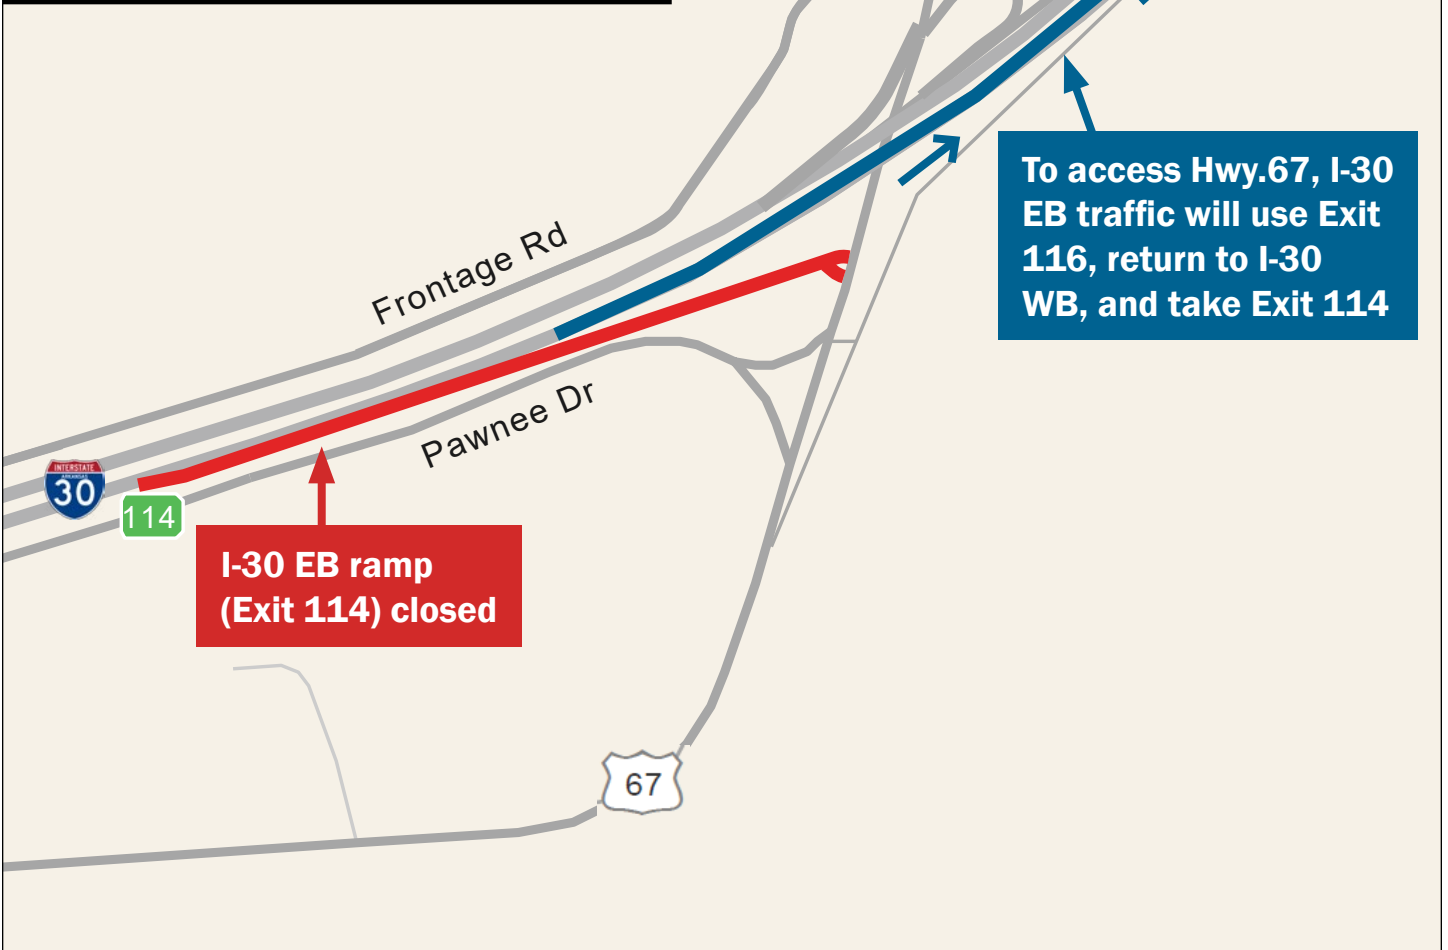 To access Hwy.67, I-30
EB traffic will use Exit
116, return to I-30
WB, and take Exit 114
Frontage Rd
Pawnee Dr
INTERSTATE
ARKANSAS
30
114
I-30 EB ramp
(Exit 114) closed
67